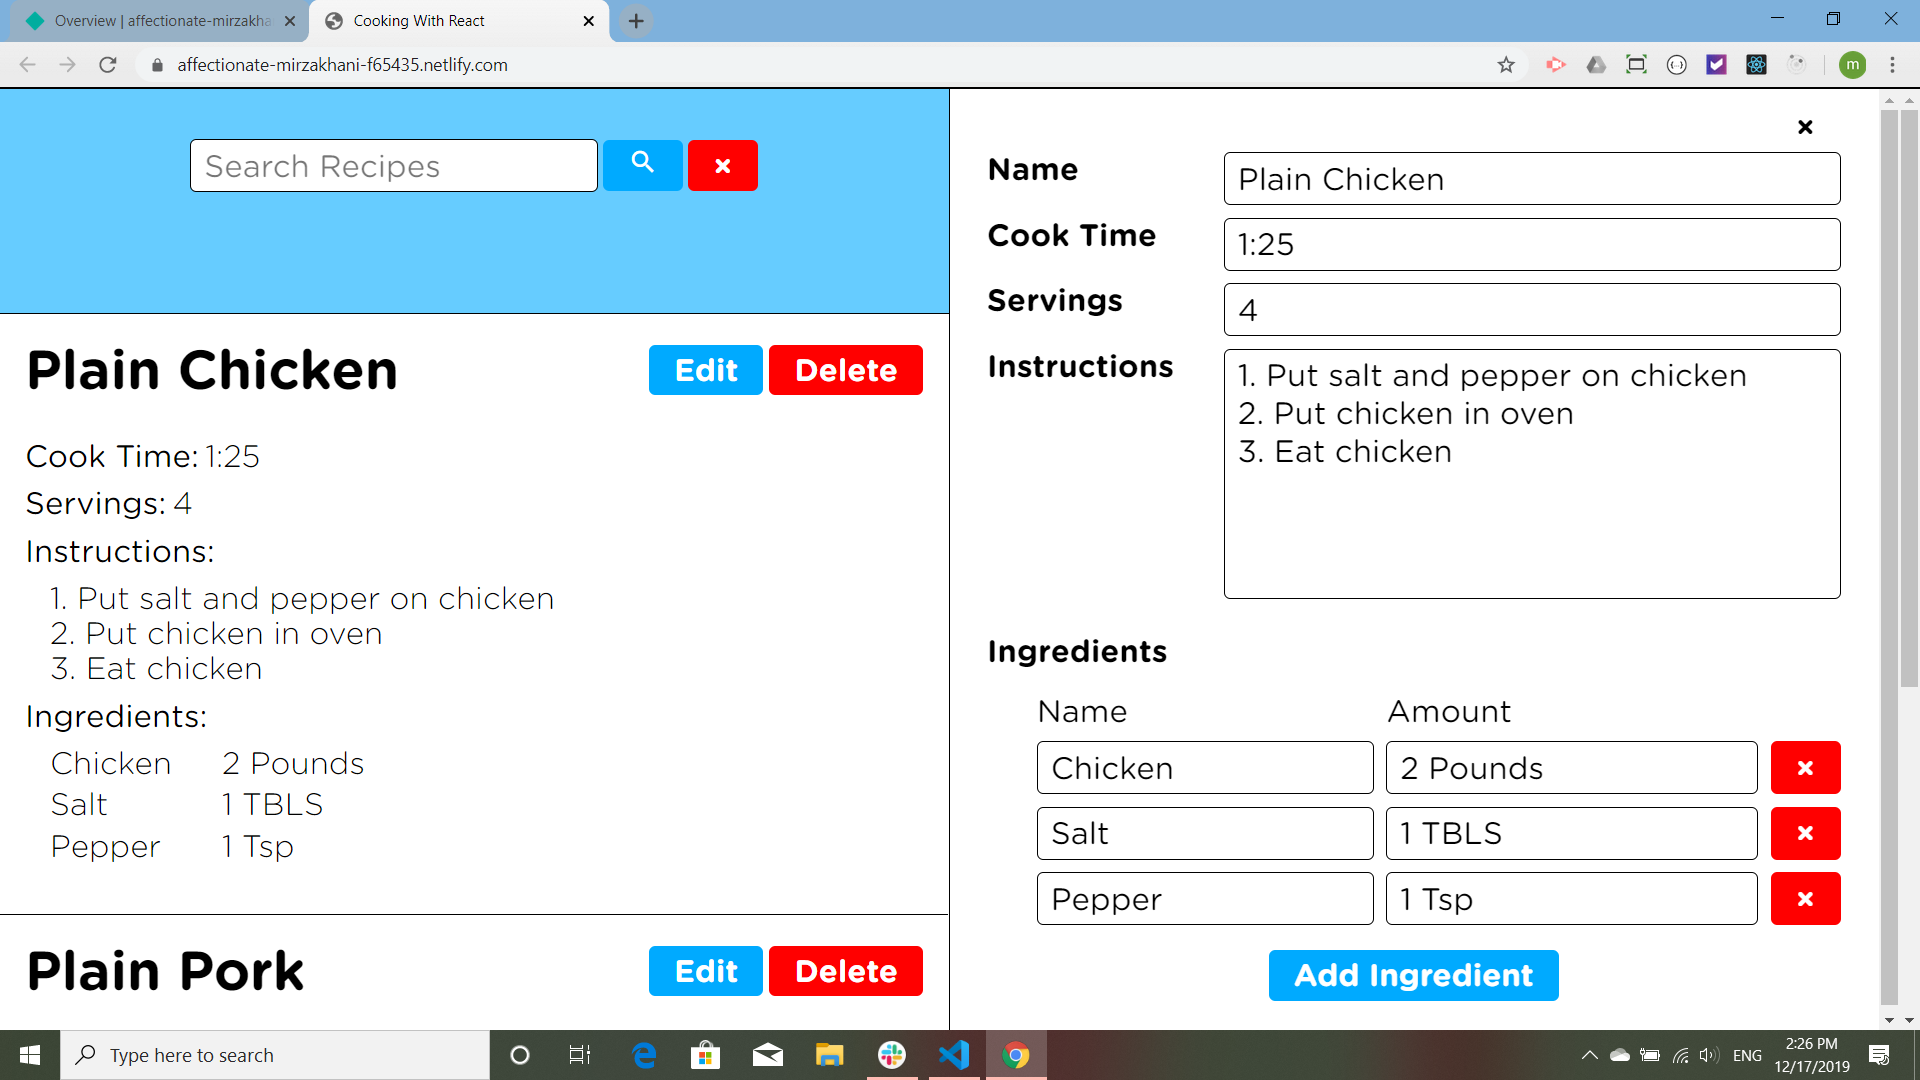 Overview | affectionate-mirzakha
Cooking With React
affectionate-mirzakhani-f65435.netlify.com
m
Search Recipes
Plain Chicken
Edit
Delete
Cook Time: 1:25
Servings: 4
Instructions:
1. Put salt and pepper on chicken
2. Put chicken in oven
3. Eat chicken
Ingredients:
Chicken 2 Pounds
Salt 1 TBLS
Pepper 1 Tsp
Plain Pork
Edit
Delete
Name
Plain Chicken
Cook Time
1:25
Servings
4
Instructions
1. Put salt and pepper on chicken
2. Put chicken in oven
3. Eat chicken
Ingredients
Name Amount
Chicken 2 Pounds
Salt 1 TBLS
Pepper 1 Tsp
Add Ingredient
Type here to search
ENG
2:26 PM
12/17/2019